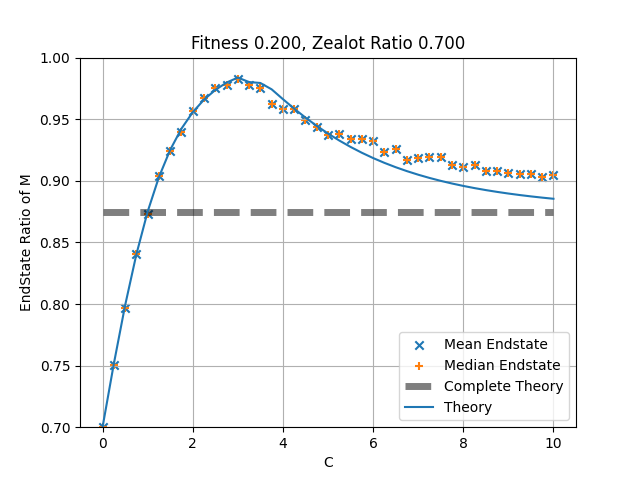 Fitness 0.200, Zealot Ratio 0.700
EndState Ratio of M
1.00
0.95
0.90
0.85
0.80
0.75
0.70
Mean Endstate
Median Endstate
Complete Theory
Theory
0 2 4 6 8 10
C